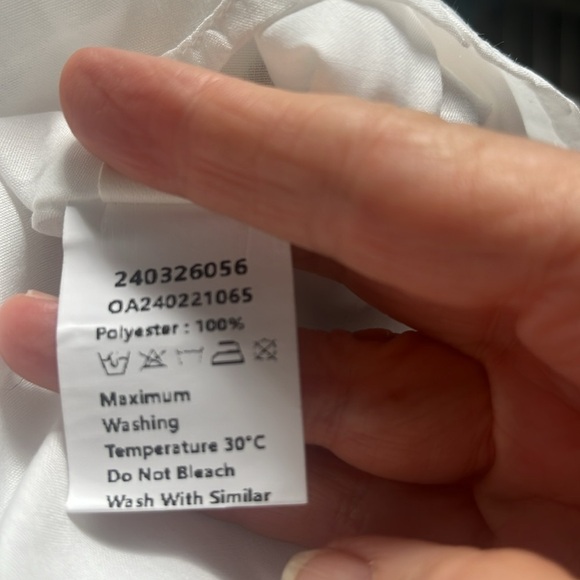 240326056
OA240221065
Polyester : 100%
Maximum
Washing
Temperature 30°C
Do Not Bleach
Wash With Similar